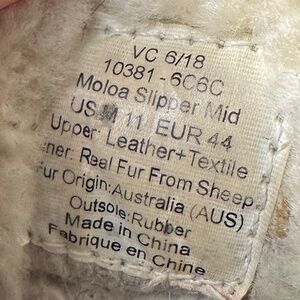 VC 6/18
10381-6C6C
Moloa Slipper Mid
US M 11 EUR 44
Upper: Leather+Textile
ner: Real Fur From Sheep
Fur Origin: Australia (AUS)
Outsole: Rubber
Made in China
Fabrique en Chine